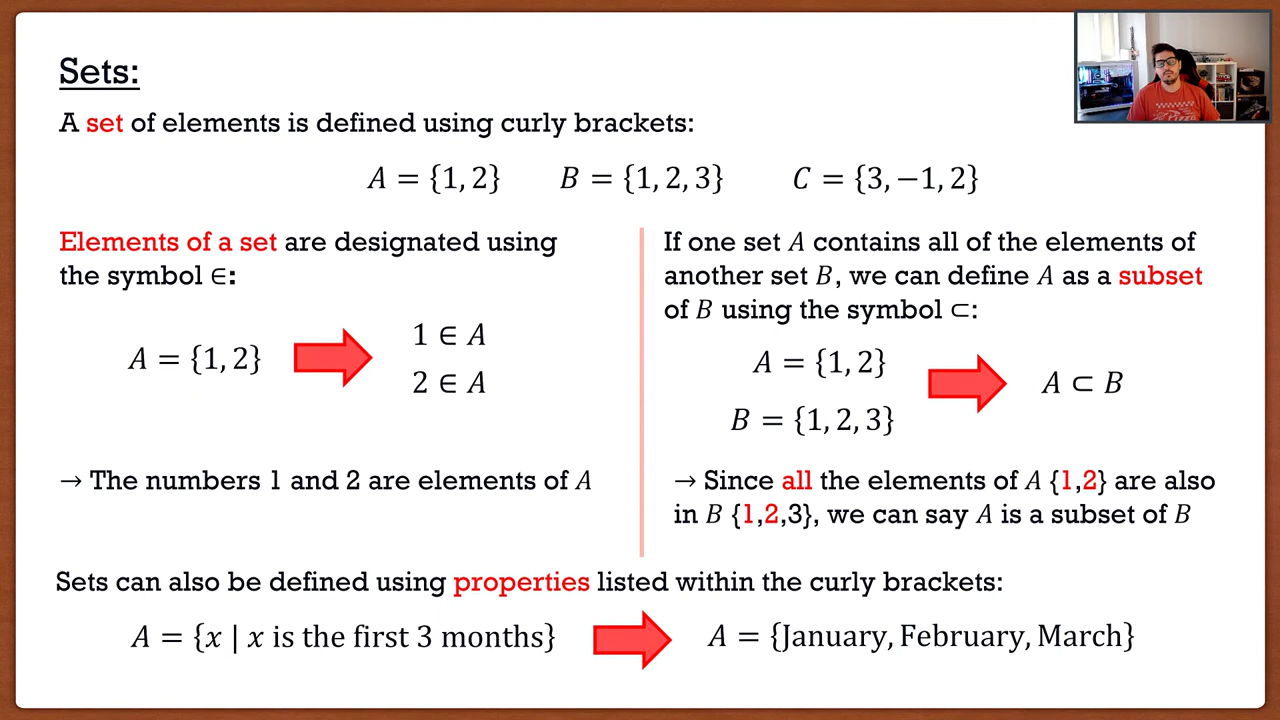 Sets:
A set of elements is defined using curly brackets:
A = {1, 2} B = {1, 2, 3} C = {3, −1, 2}
Elements of a set are designated using
the symbol ∈:
A = {1, 2}
1 ∈ A
2 ∈ A
→ The numbers 1 and 2 are elements of A
If one set A contains all of the elements of
another set B, we can define A as a subset
of B using the symbol ⊂:
A = {1, 2}
B = {1, 2, 3}
A ⊂ B
→ Since all the elements of A {1,2} are also
in B {1,2,3}, we can say A is a subset of B
Sets can also be defined using properties listed within the curly brackets:
A = {x | x is the first 3 months} A = {January, February, March}